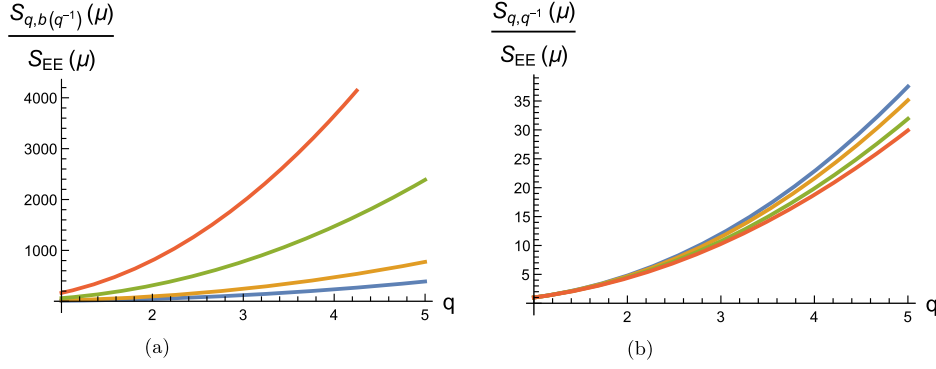 S_{q,b(q^{-1})}(μ)
S_{EE}(μ)
4000
3000
2000
1000
2
3
4
5
q
(a)
S_{q,q^{-1}}(μ)
S_{EE}(μ)
35
30
25
20
15
10
5
2
3
4
5
q
(b)